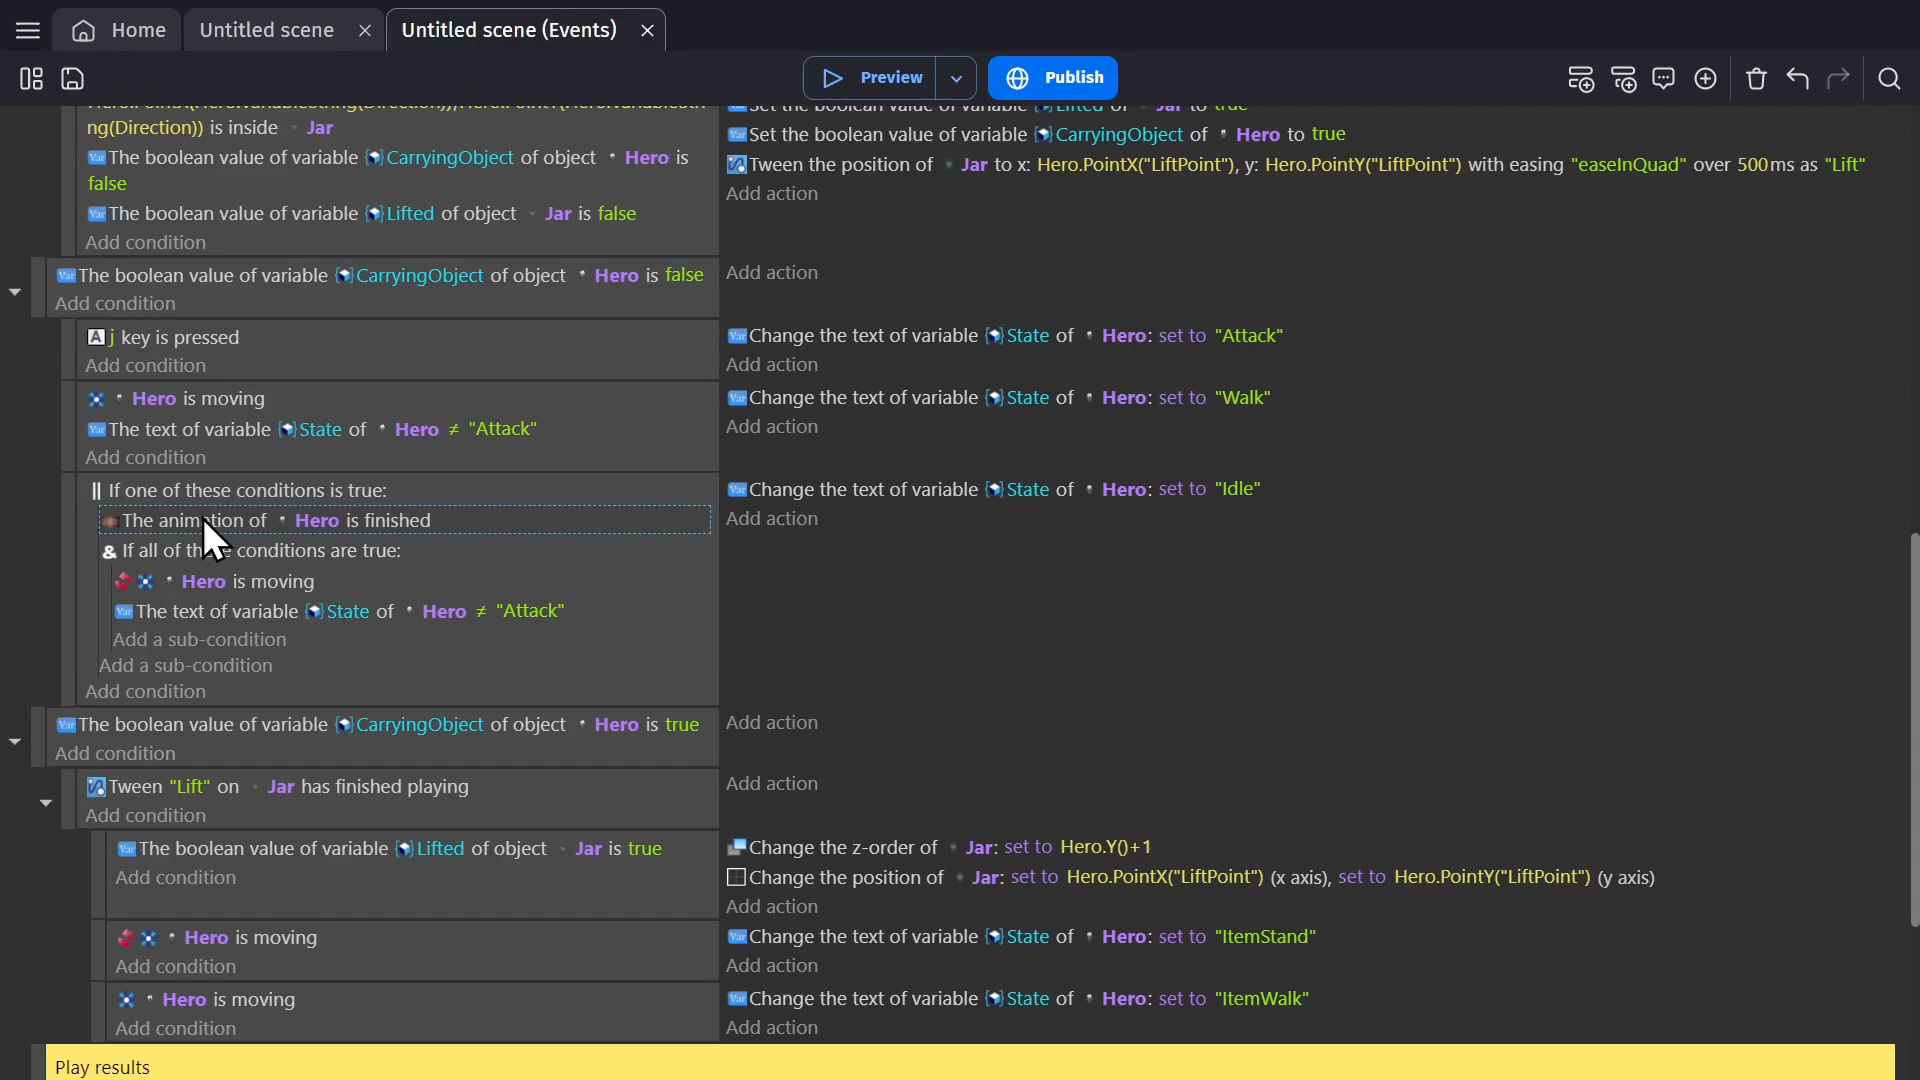 Home
Untitled scene
Untitled scene (Events)
Preview
Publish
ng(Direction)) is inside Jar
The boolean value of variable CarryingObject of object Hero is
false
The boolean value of variable Lifted of object Jar is false
Add condition
Set the boolean value of variable Lifted of Jar to true
Set the boolean value of variable CarryingObject of Hero to true
Tween the position of Jar to x: Hero.PointX("LiftPoint"), y: Hero.PointY("LiftPoint") with easing "easeInQuad" over 500ms as "Lift"
Add action
The boolean value of variable CarryingObject of object Hero is false
Add condition
Add action
j key is pressed
Add condition
Change the text of variable State of Hero: set to "Attack"
Add action
Hero is moving
The text of variable State of Hero ≠ "Attack"
Add condition
Change the text of variable State of Hero: set to "Walk"
Add action
|| If one of these conditions is true:
The animation of Hero is finished
& If all of these conditions are true:
Hero is moving
The text of variable State of Hero ≠ "Attack"
Add a sub-condition
Add a sub-condition
Add condition
Change the text of variable State of Hero: set to "Idle"
Add action
The boolean value of variable CarryingObject of object Hero is true
Add condition
Add action
Tween "Lift" on Jar has finished playing
Add condition
Add action
The boolean value of variable Lifted of object Jar is true
Add condition
Change the z-order of Jar: set to Hero.Y()+1
Change the position of Jar: set to Hero.PointX("LiftPoint") (x axis), set to Hero.PointY("LiftPoint") (y axis)
Add action
Hero is moving
Add condition
Change the text of variable State of Hero: set to "ItemStand"
Add action
Hero is moving
Add condition
Change the text of variable State of Hero: set to "ItemWalk"
Add action
Play results